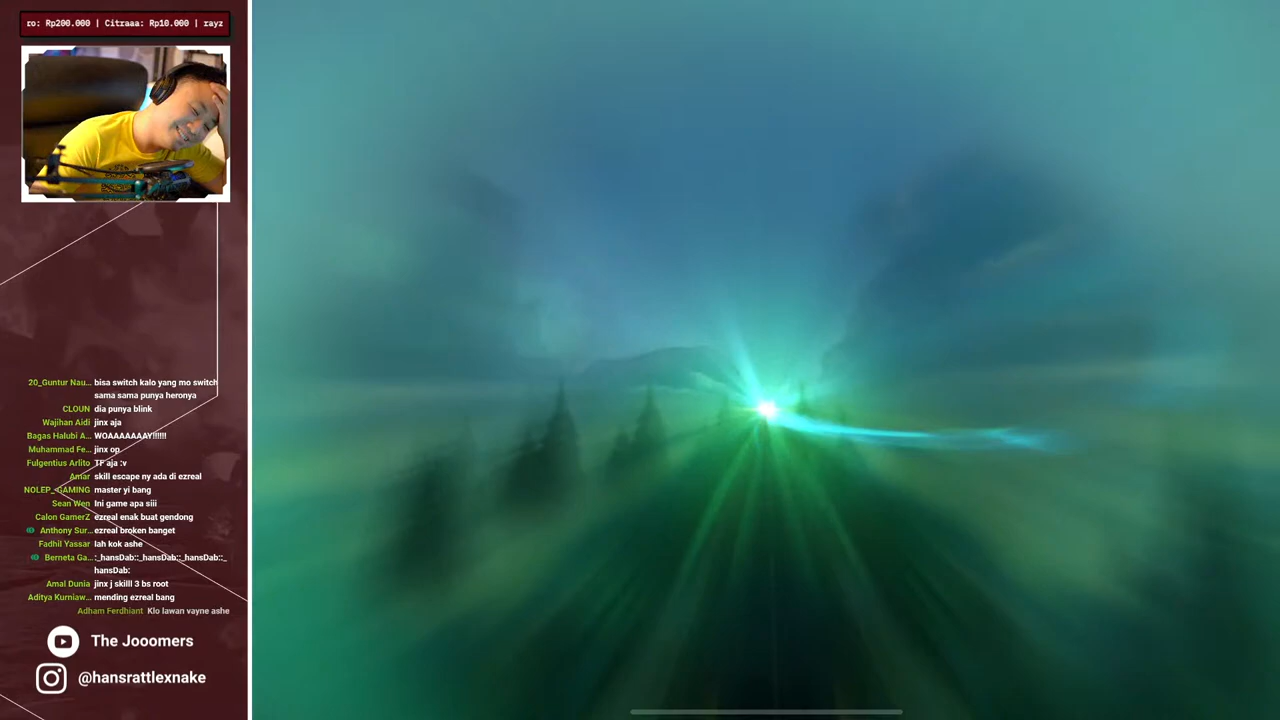 ro: Rp200.000 | Citraaa: Rp10.000 | rayz
20_Guntur Nau... bisa switch kalo yang mo switch
sama sama punya heronya
CLOUN dia punya blink
Wajihan Aidi jinx aja
Bagas Halubi A... WOAAAAAAAY!!!!!!
Muhammad Fe... jinx op
Fulgentius Arlito TF aja :v
Amar skill escape ny ada di ezreal
NOLEP_-GAMING master yi bang
Sean Wen Ini game apa siii
Calon GamerZ ezreal enak buat gendong
Anthony Sur... ezreal broken banget
Fadhil Yassar lah kok ashe
Berneta Ga... :_hansDab::_hansDab::_hansDab::_
hansDab:
Amal Dunia jinx j skilll 3 bs root
Aditya Kurniaw... mending ezreal bang
Adham Ferdhiant Klo lawan vayne ashe
The Jooomers
@hansrattlexnake